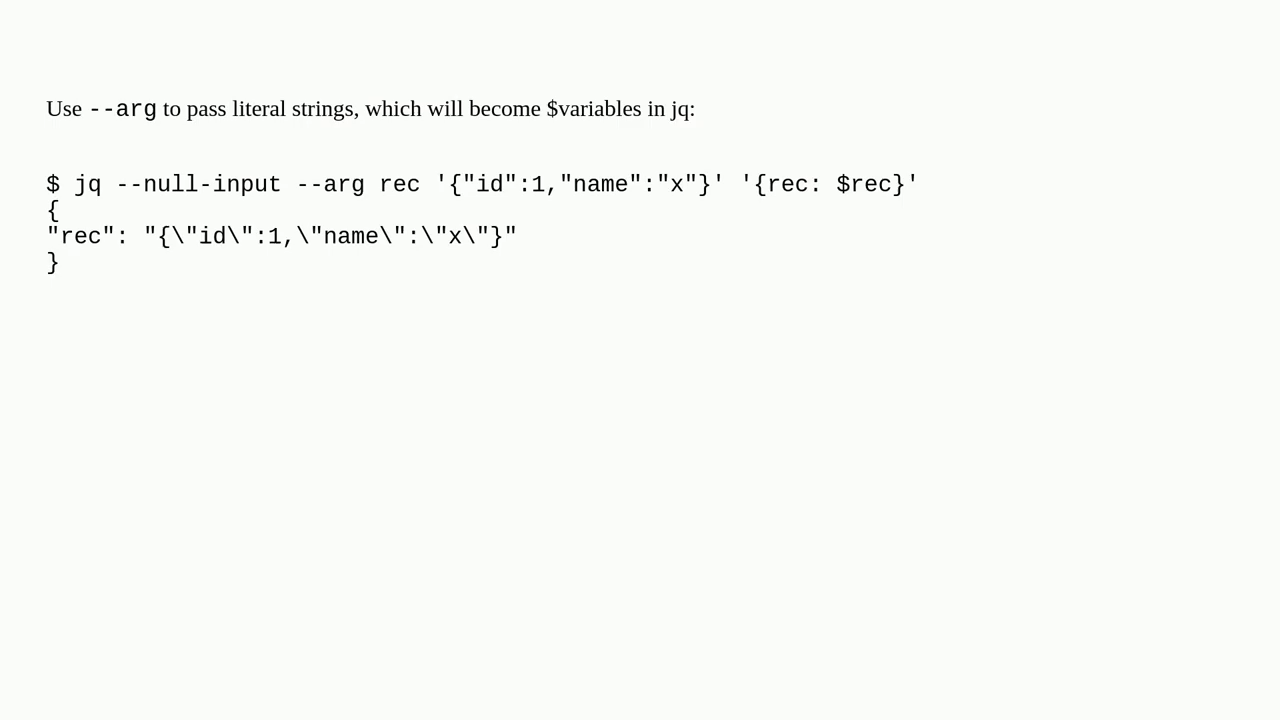 Use --arg to pass literal strings, which will become $variables in jq:
$ jq --null-input --arg rec '{"id":1,"name":"x"}' '{rec: $rec}'
{
"rec": "{\"id\":1,\"name\":\"x\"}"
}